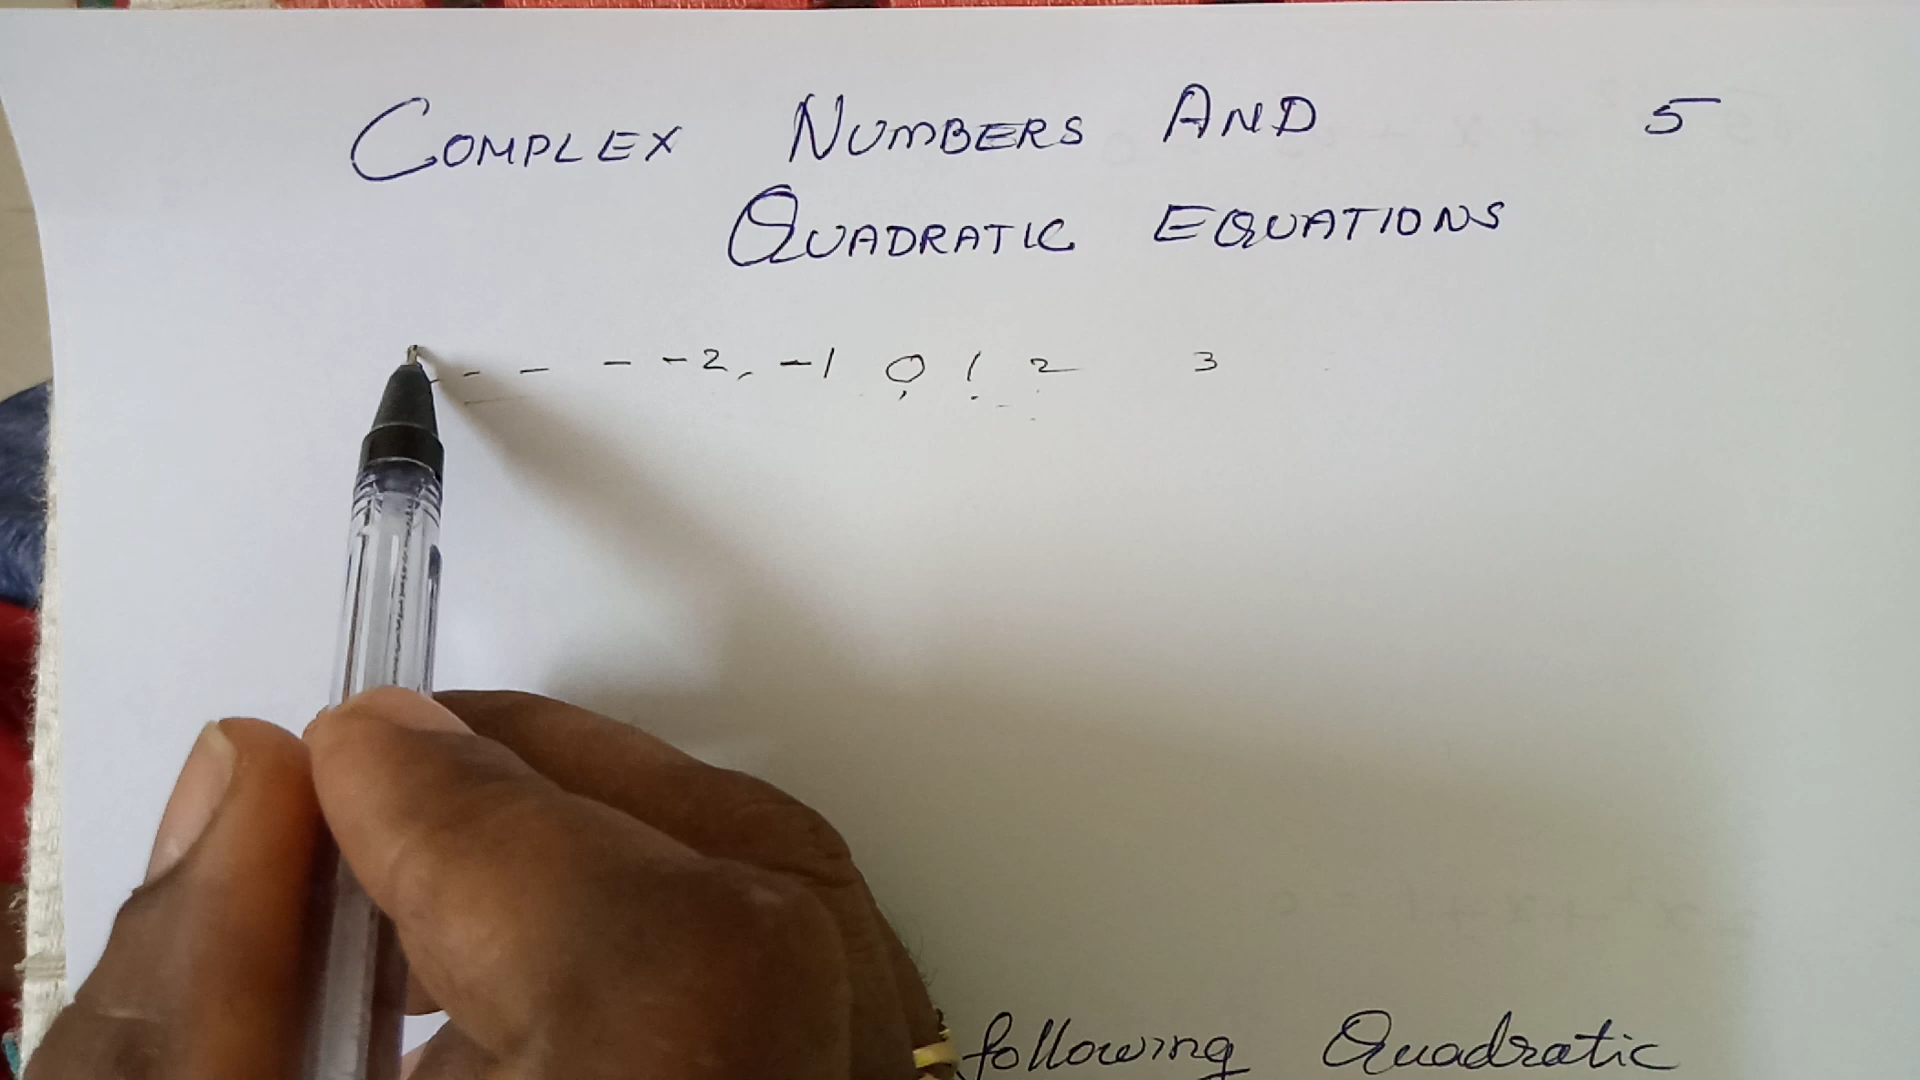 COMPLEX NUMBERS AND 5
QUADRATIC EQUATIONS
- - - - -2, -1 0 1 2 3
following Quadratic